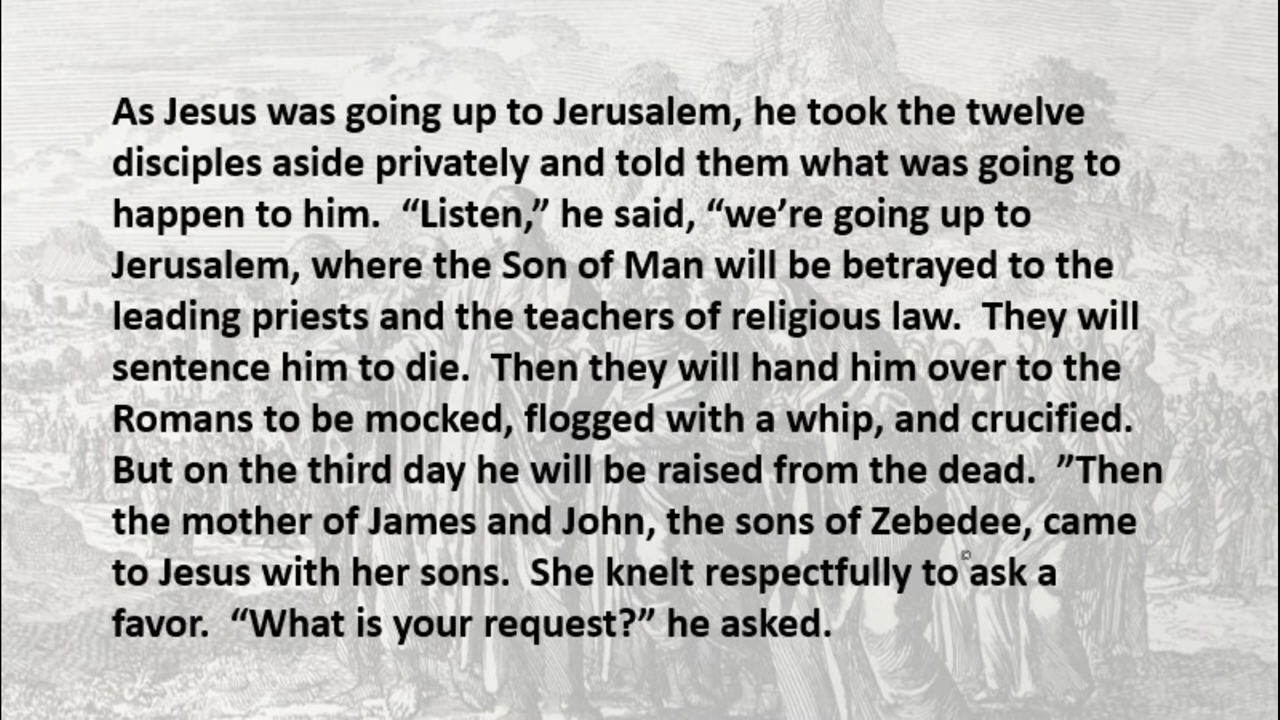 As Jesus was going up to Jerusalem, he took the twelve
disciples aside privately and told them what was going to
happen to him.  “Listen,” he said, “we’re going up to
Jerusalem, where the Son of Man will be betrayed to the
leading priests and the teachers of religious law.  They will
sentence him to die.  Then they will hand him over to the
Romans to be mocked, flogged with a whip, and crucified.
But on the third day he will be raised from the dead.  ”Then
the mother of James and John, the sons of Zebedee, came
to Jesus with her sons.  She knelt respectfully to ask a
favor.  “What is your request?” he asked.